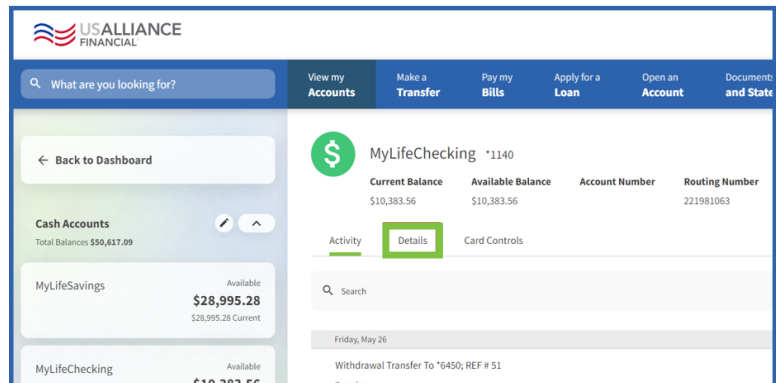 USALLIANCE
FINANCIAL
What are you looking for?
View my
Accounts
Make a
Transfer
Pay my
Bills
Apply for a
Loan
Open an
Account
Documents
and State
← Back to Dashboard
Cash Accounts
Total Balances $50,617.09
MyLifeSavings
Available
$28,995.28
$28,995.28 Current
MyLifeChecking
Available
$10,383.56
$ MyLifeChecking *1140
Current Balance
$10,383.56
Available Balance
$10,383.56
Account Number
Routing Number
221981063
Activity
Details
Card Controls
Search
Friday, May 26
Withdrawal Transfer To *6450; REF # 51